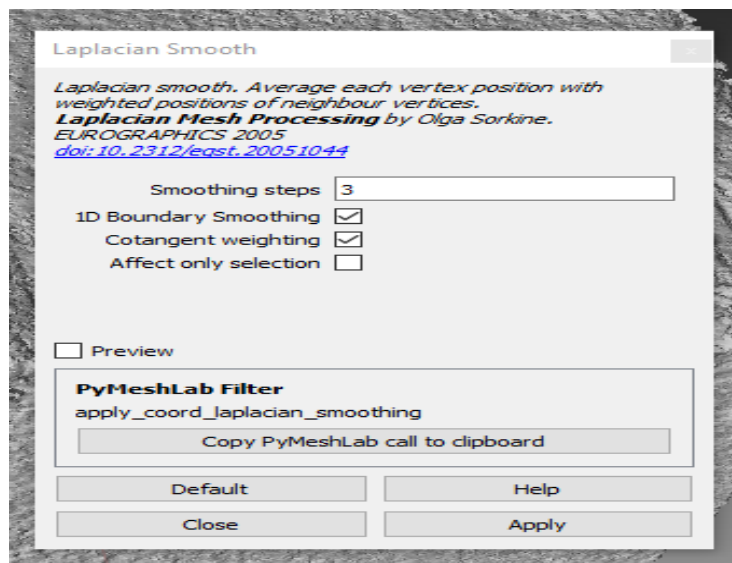 Laplacian Smooth
Laplacian smooth. Average each vertex position with
weighted positions of neighbour vertices.
Laplacian Mesh Processing by Olga Sorkine.
EUROGRAPHICS 2005
doi:10.2312/egst.20051044
Smoothing steps 3
1D Boundary Smoothing
Cotangent weighting
Affect only selection
Preview
PyMeshLab Filter
apply_coord_laplacian_smoothing
Copy PyMeshLab call to clipboard
Default Help
Close Apply